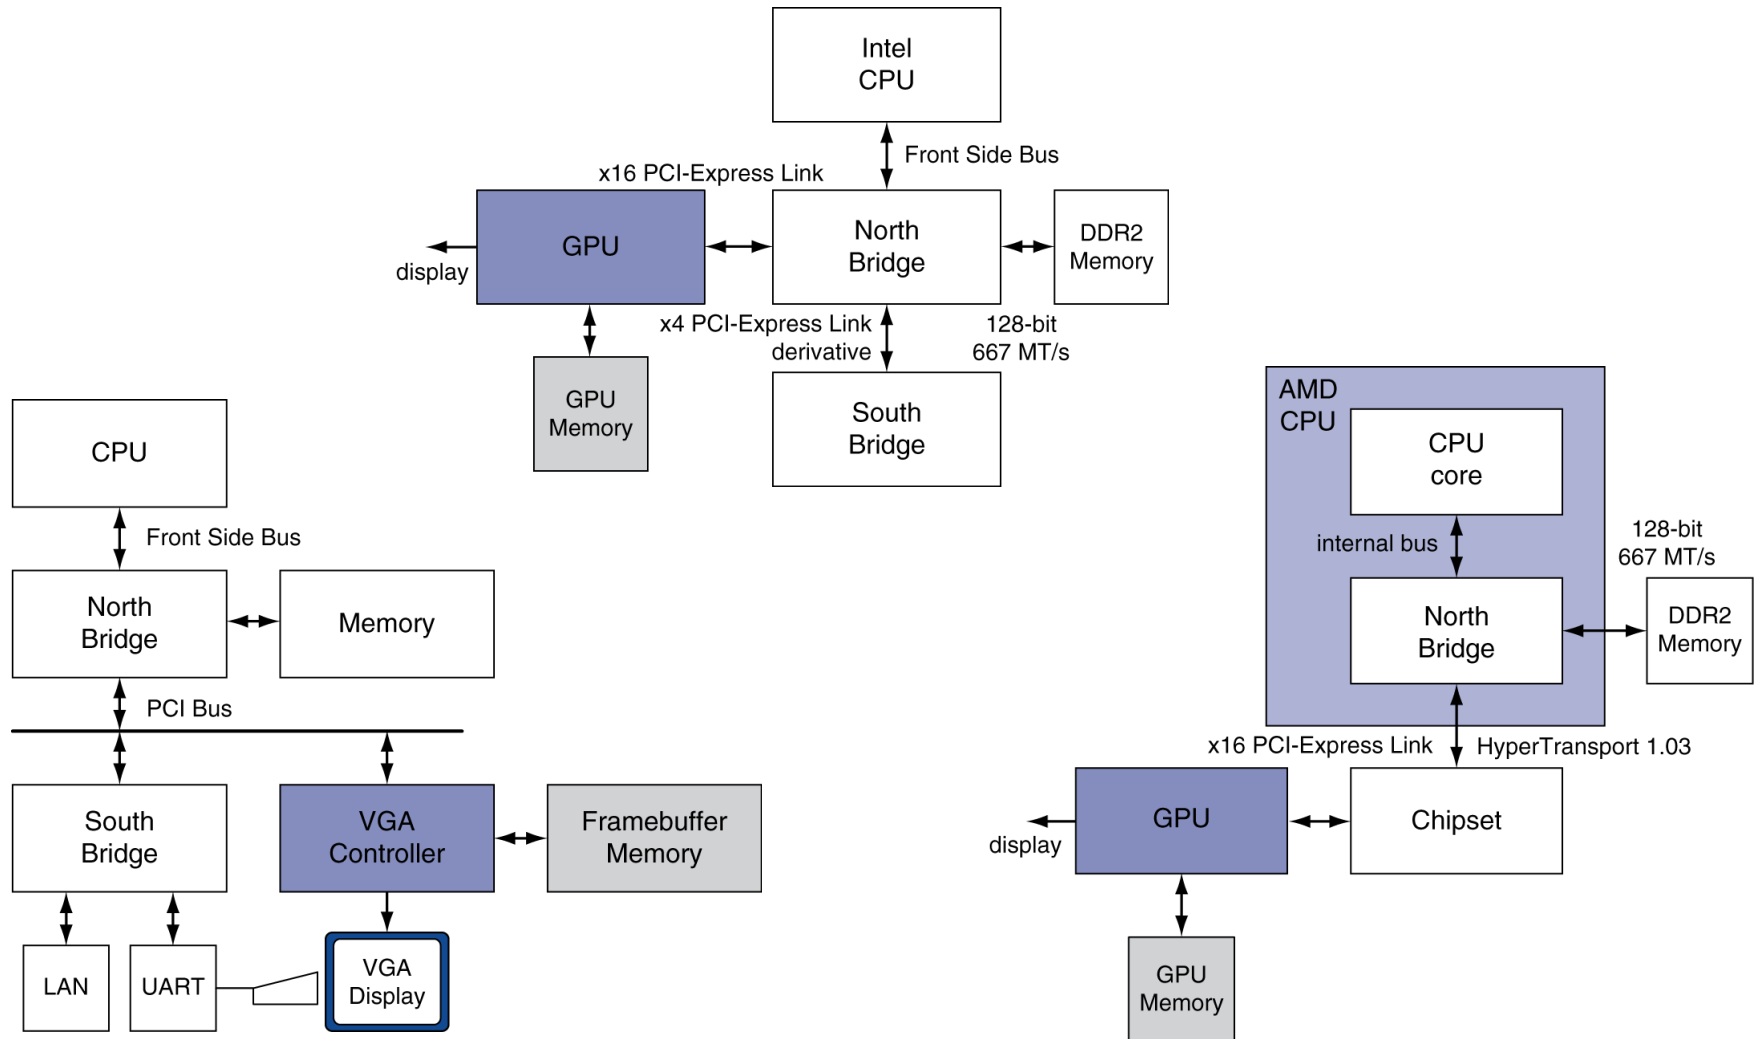 Intel
CPU
Front Side Bus
x16 PCI-Express Link
GPU
North
Bridge
DDR2
Memory
display
x4 PCI-Express Link
derivative
128-bit
667 MT/s
GPU
Memory
South
Bridge
CPU
Front Side Bus
North
Bridge
Memory
PCI Bus
South
Bridge
VGA
Controller
Framebuffer
Memory
LAN
UART
VGA
Display
AMD
CPU
CPU
core
internal bus
128-bit
667 MT/s
North
Bridge
DDR2
Memory
x16 PCI-Express Link
HyperTransport 1.03
GPU
Chipset
display
GPU
Memory